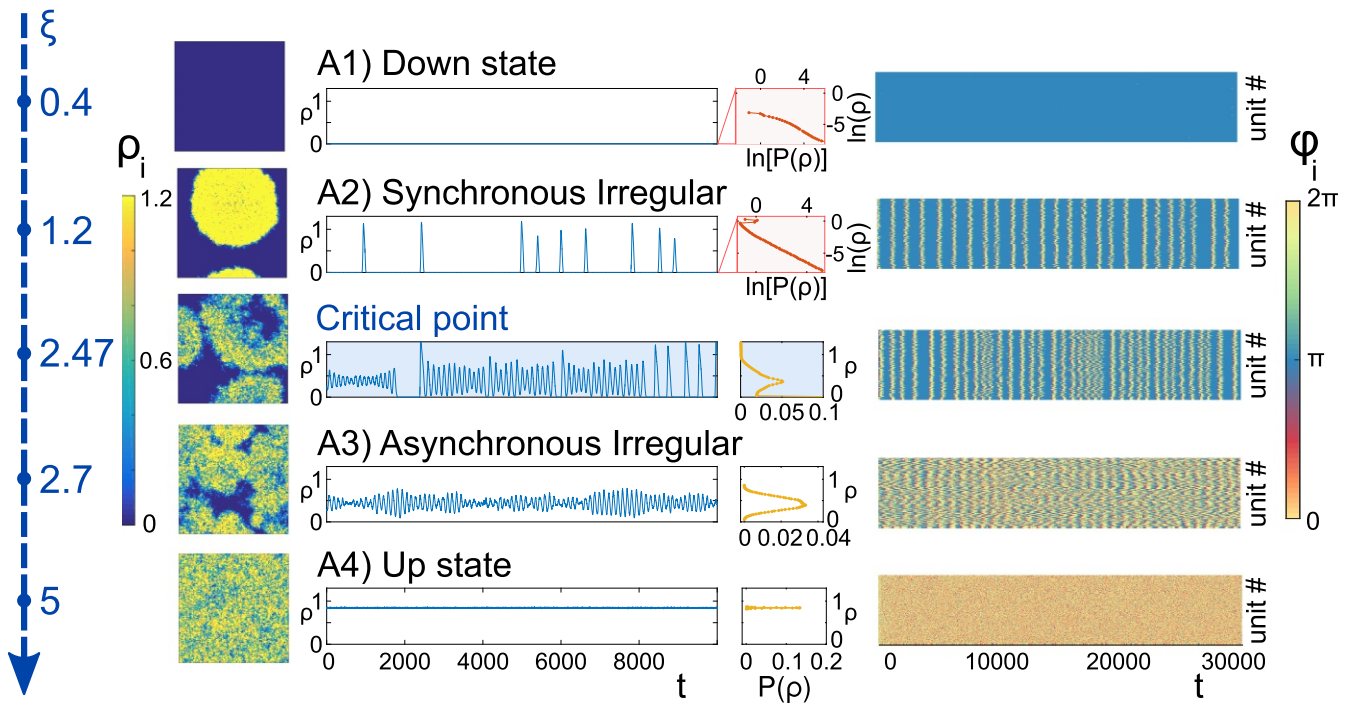 ξ
0.4
1.2
2.47
2.7
5
ρi
1.2
0.6
0
A1) Down state
ρ
1
0
0 4
0
-5
ln(ρ)
ln[P(ρ)]
unit #
A2) Synchronous Irregular
ρ
1
0
0 4
0
-5
ln(ρ)
ln[P(ρ)]
unit #
Critical point
ρ
1
0
1
ρ
0
0 0.05 0.1
unit #
A3) Asynchronous Irregular
ρ
1
0
1
ρ
0
0 0.02 0.04
unit #
A4) Up state
ρ
1
0
0 2000 4000 6000 8000
t
1
ρ
0
0 0.1 0.2
P(ρ)
unit #
0 10000 20000 30000
t
φi
2π
π
0